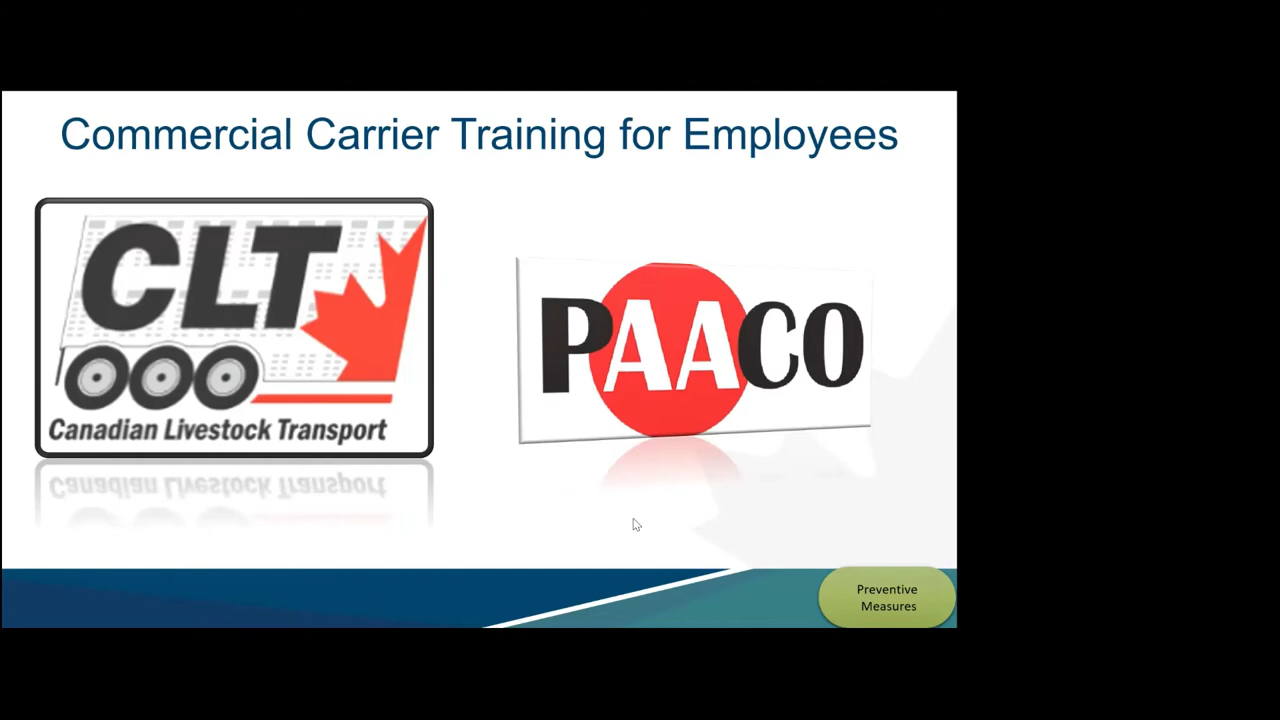 Commercial Carrier Training for Employees
CLT
Canadian Livestock Transport
PAACO
Preventive
Measures